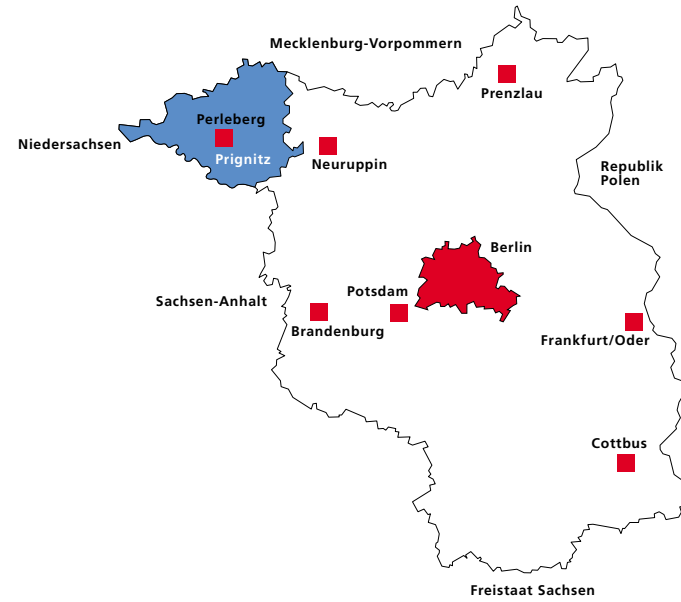 Mecklenburg-Vorpommern
Prenzlau
Perleberg
Niedersachsen
Prignitz
Neuruppin
Republik
Polen
Berlin
Sachsen-Anhalt
Potsdam
Brandenburg
Frankfurt/Oder
Cottbus
Freistaat Sachsen